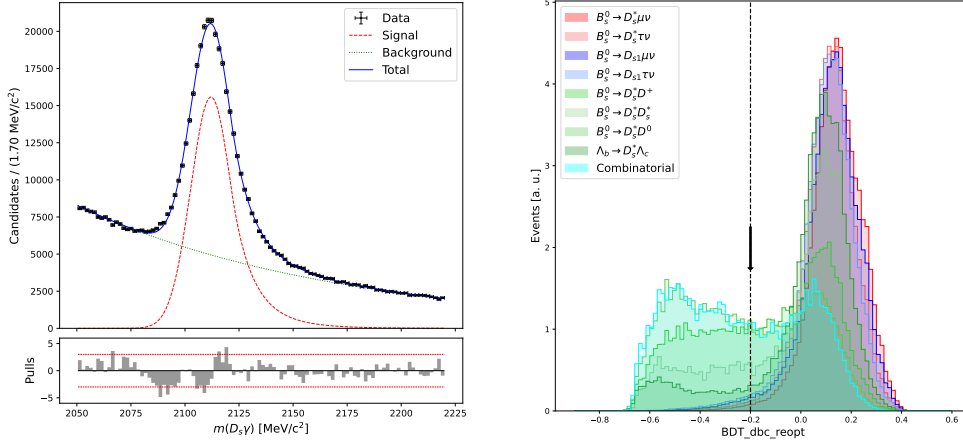 Data
Signal
Background
Total
20000
17500
15000
12500
10000
7500
5000
2500
0
Candidates / (1.70 MeV/c²)
5
0
−5
Pulls
2050 2075 2100 2125 2150 2175 2200 2225
m(D_sγ) [MeV/c²]
B_s^0 → D_s^*μν
B_s^0 → D_s^*τν
B_s^0 → D_{s1}μν
B_s^0 → D_{s1}τν
B_s^0 → D_s^*D^+
B_s^0 → D_s^*D_s^*
B_s^0 → D_s^*D^0
Λ_b → D_s^*Λ_c
Combinatorial
5
4
3
2
1
0
Events [a. u.]
−0.8 −0.6 −0.4 −0.2 0.0 0.2 0.4 0.6
BDT_dbc_reopt